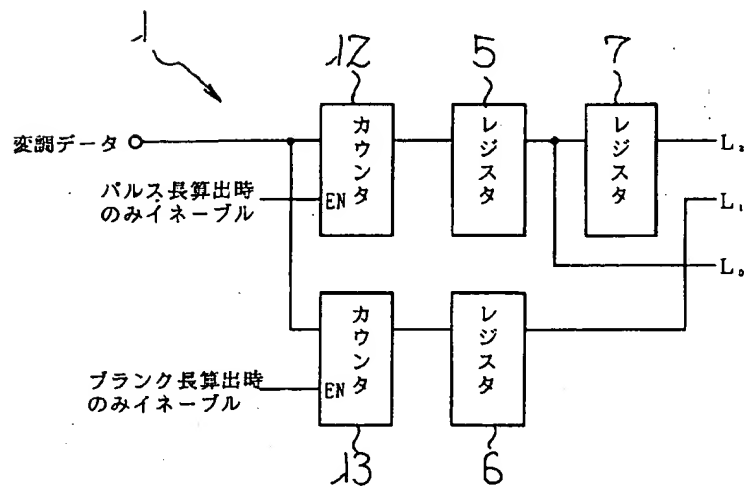 1
12
5
7
変調データ
カウンタ
レジスタ
レジスタ
L₂
パルス長算出時
のみイネーブル
EN
L₁
L₀
カウンタ
レジスタ
ブランク長算出時
のみイネーブル
EN
13
6